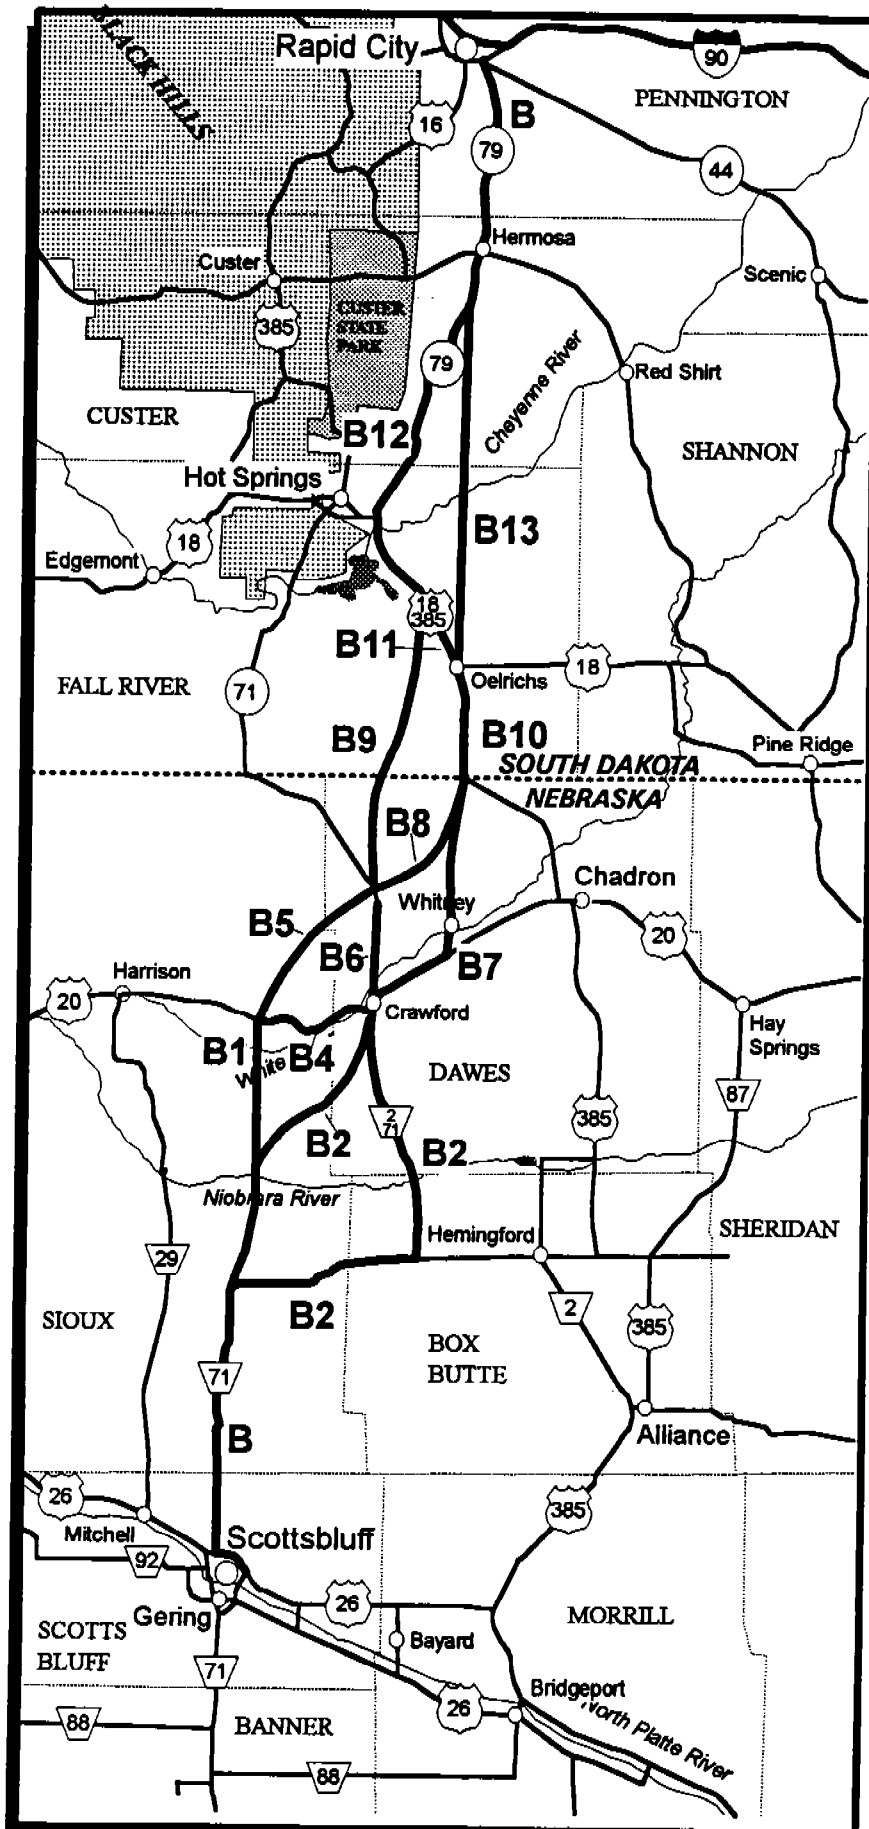 BLACK HILLS
Rapid City
90
PENNINGTON
B
16
79
44
Hermosa
Custer
Scenic
CUSTER
STATE
PARK
385
79
Cheyenne River
Red Shirt
CUSTER
B12
SHANNON
Hot Springs
B13
18
Edgemont
18
385
B11
Oelrichs
18
FALL RIVER
71
B9
B10
Pine Ridge
SOUTH DAKOTA
NEBRASKA
B8
Chadron
Whitney
B5
20
B6
B7
Harrison
20
Crawford
Hay
Springs
B1
B4
White
DAWES
87
2
71
385
B2
B2
Niobrara River
Hemingford
SHERIDAN
29
B2
2
385
SIOUX
BOX
BUTTE
71
B
Alliance
26
385
Mitchell
Scottsbluff
92
26
Gering
MORRILL
SCOTTS
BLUFF
Bayard
71
Bridgeport
26
North Platte River
88
BANNER
88